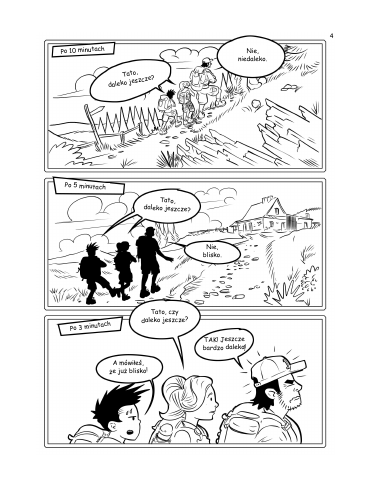 4
Po 10 minutach
Tato,
daleko jeszcze?
Nie,
niedaleko.
Po 5 minutach
Tato,
daleko jeszcze?
Nie,
blisko.
Po 3 minutach
Tato, czy
daleko jeszcze?
A mówiłeś,
że już blisko!
TAK! Jeszcze
bardzo daleko!